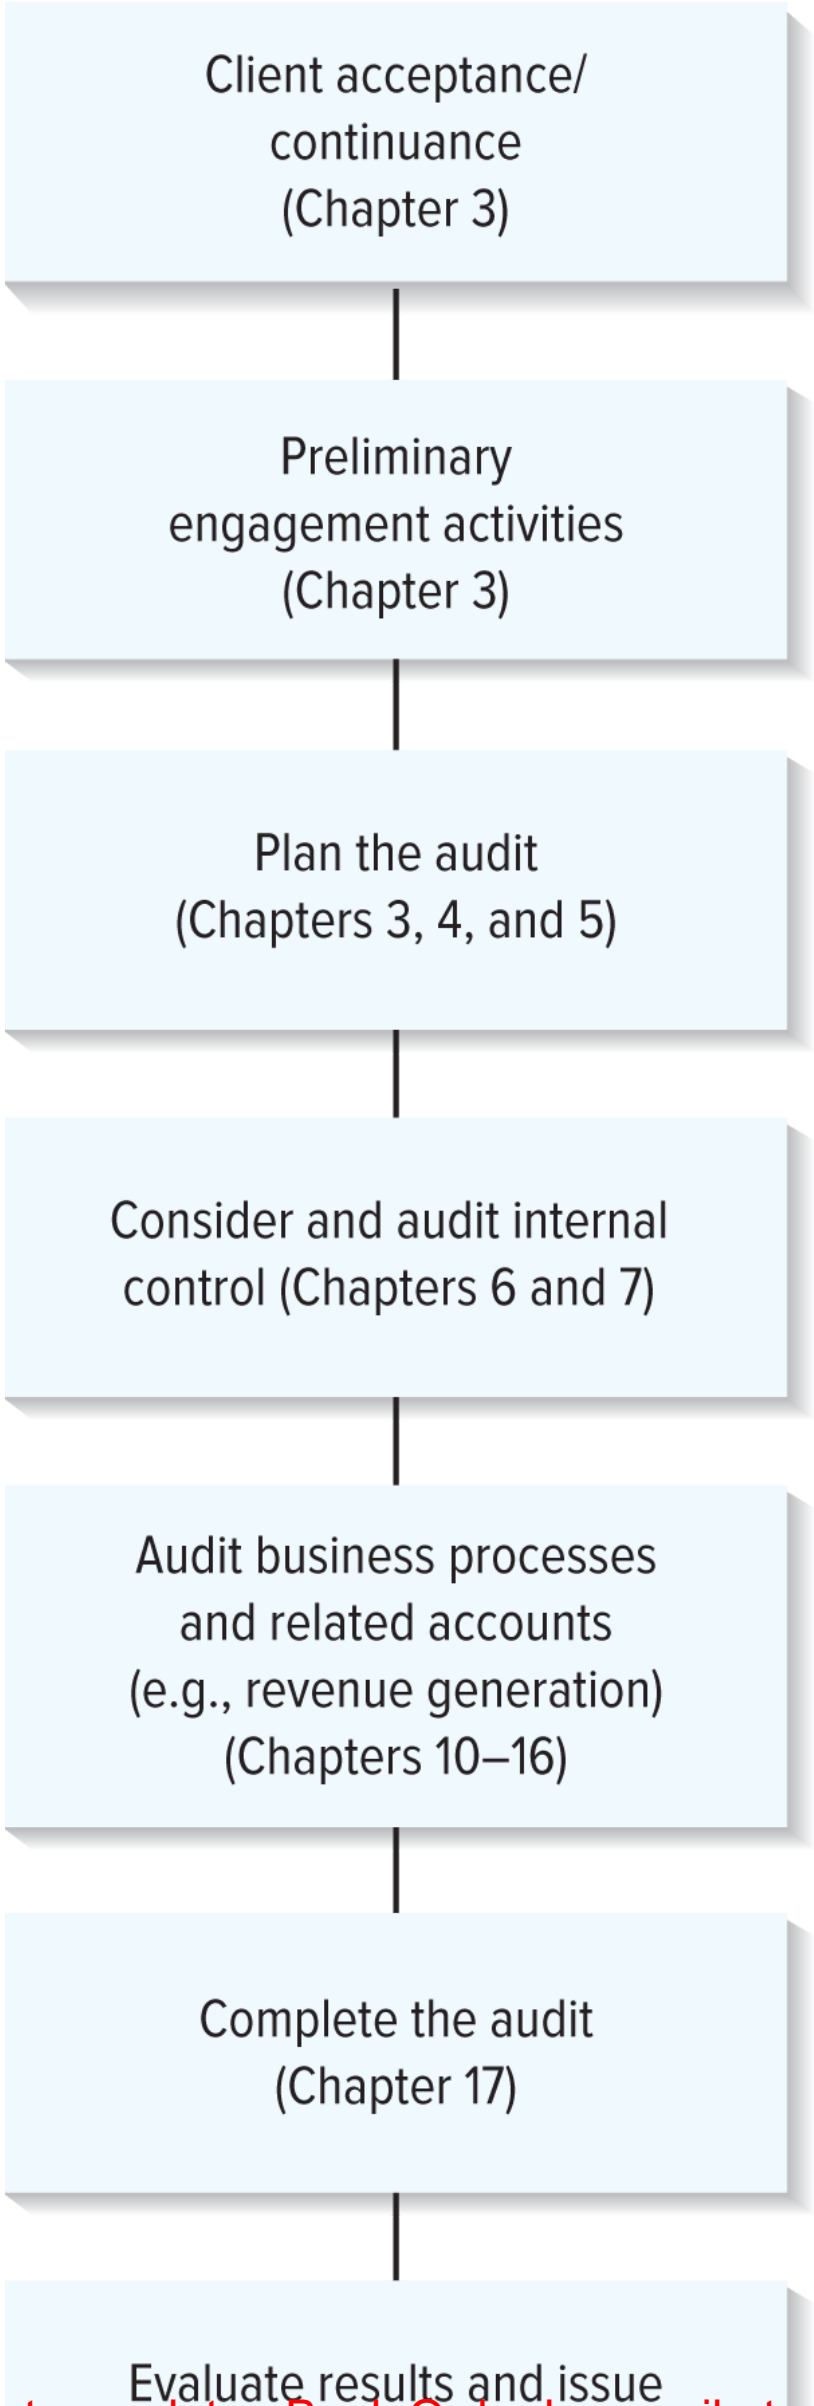 Client acceptance/
continuance
(Chapter 3)
Preliminary
engagement activities
(Chapter 3)
Plan the audit
(Chapters 3, 4, and 5)
Consider and audit internal
control (Chapters 6 and 7)
Audit business processes
and related accounts
(e.g., revenue generation)
(Chapters 10–16)
Complete the audit
(Chapter 17)
Evaluate results and issue